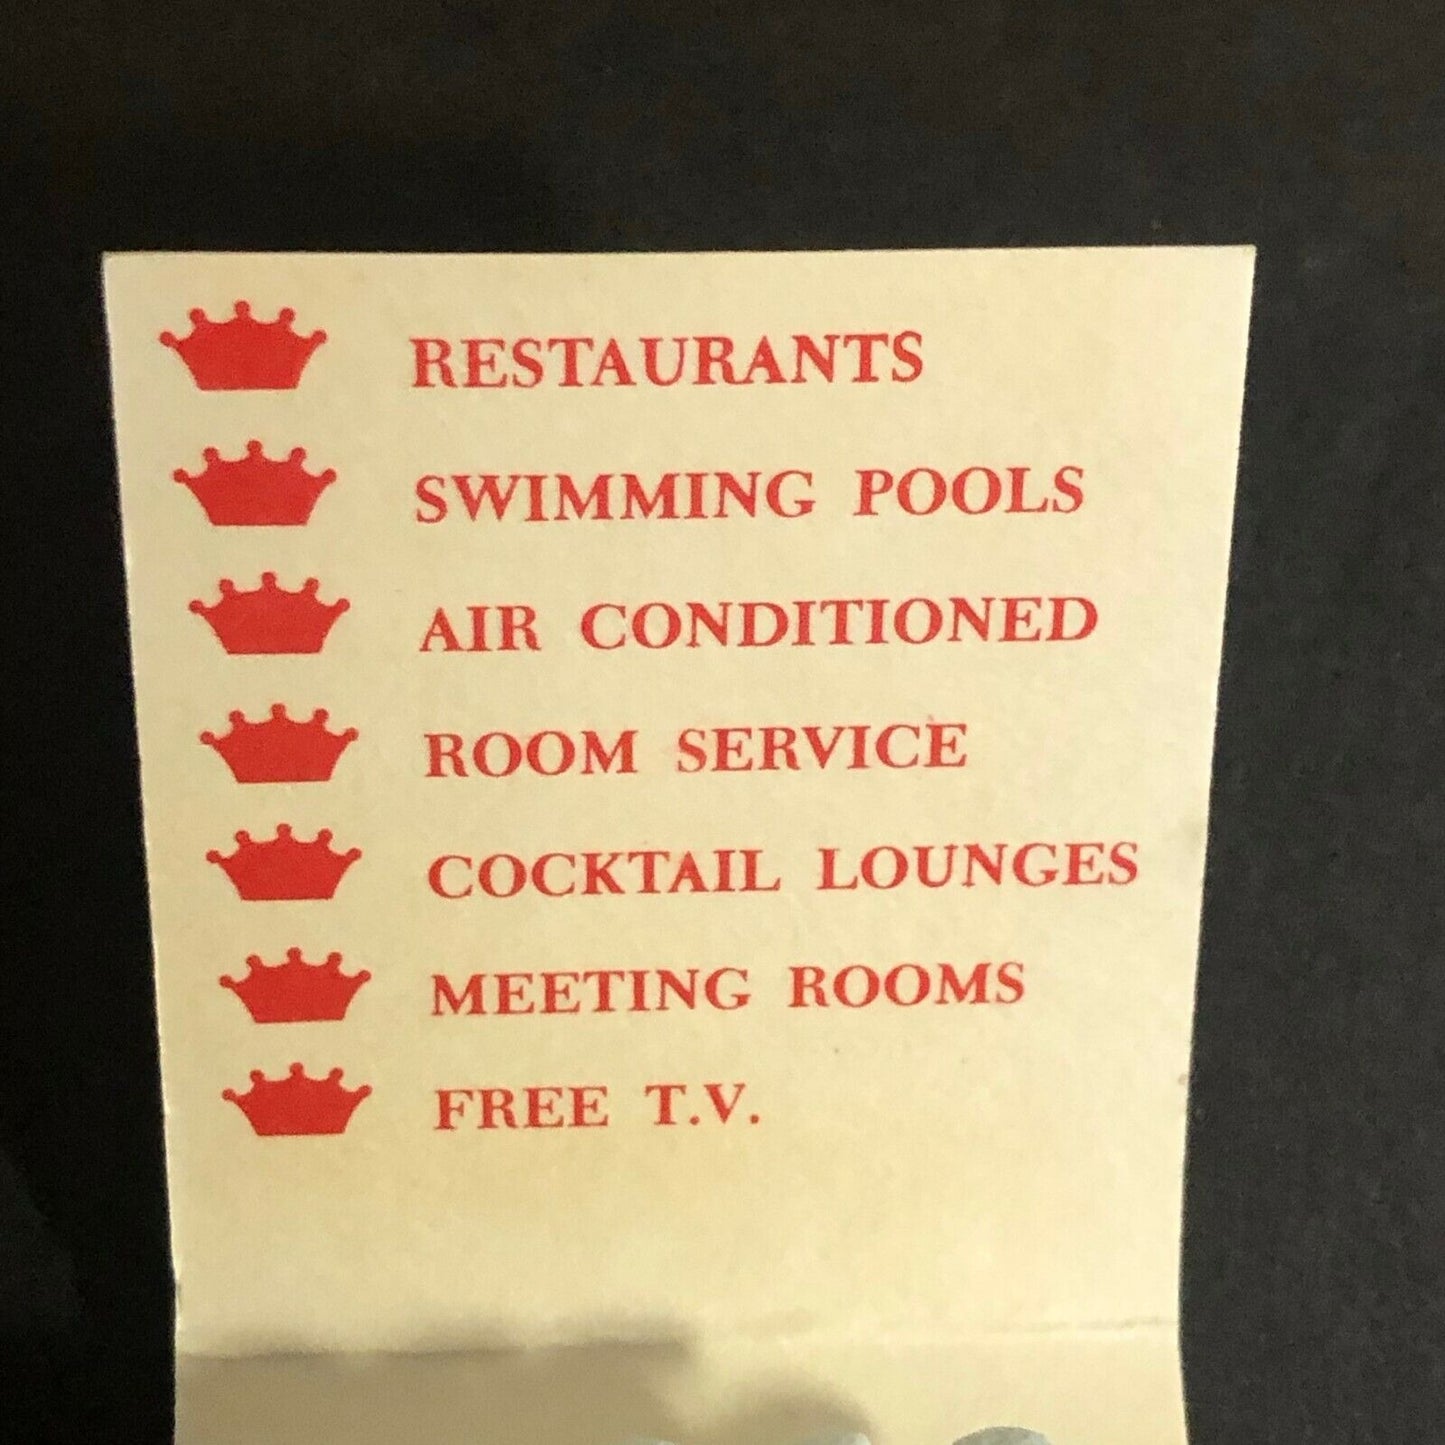 RESTAURANTS
SWIMMING POOLS
AIR CONDITIONED
ROOM SERVICE
COCKTAIL LOUNGES
MEETING ROOMS
FREE T.V.